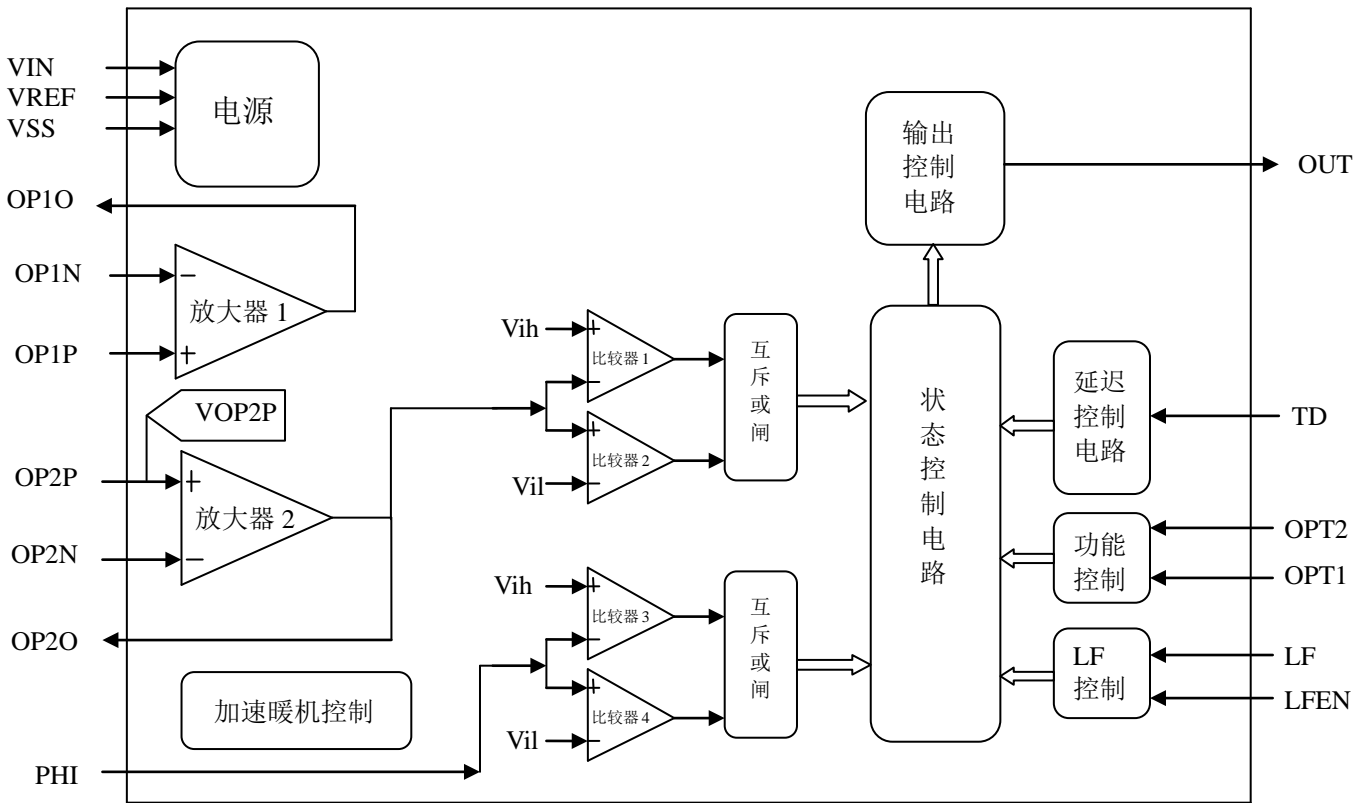 VIN
VREF
VSS
电源
OP1O
OP1N
−
放大器 1
OP1P
+
VOP2P
OP2P
+
放大器 2
OP2N
−
OP2O
加速暖机控制
PHI
Vih
+
比较器 1
−
+
比较器 2
Vil
−
互
斥
或
闸
Vih
+
比较器 3
−
+
比较器 4
Vil
−
互
斥
或
闸
输出
控制
电路
OUT
状
态
控
制
电
路
延迟
控制
电路
TD
功能
控制
OPT2
OPT1
LF
控制
LF
LFEN